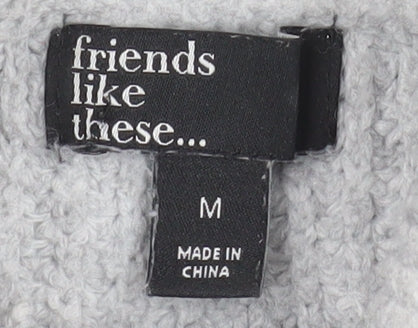 friends
like
these...
M
MADE IN
CHINA